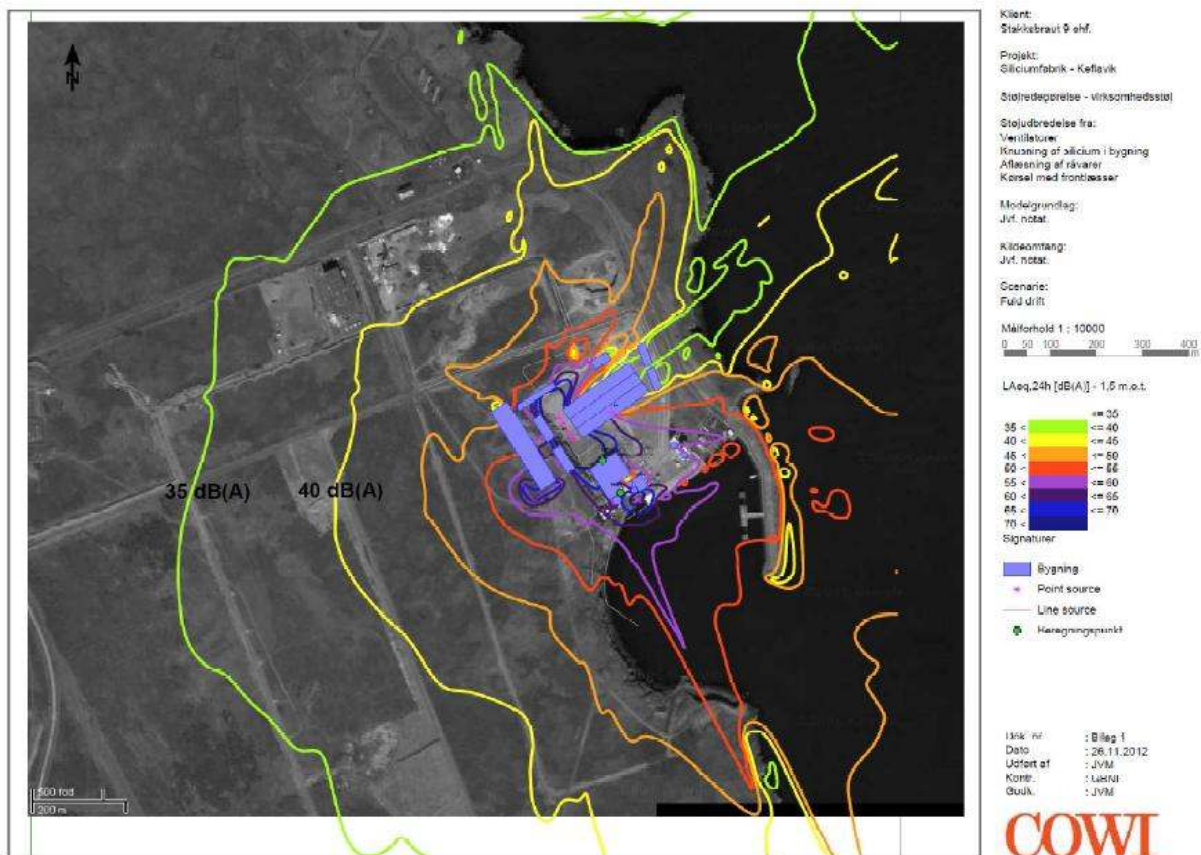 N
35 dB(A)
40 dB(A)
500 fod
200 m
Klient:
Stakksbraut 9 ehf.
Projekt:
Siliciumfabrik - Keflavik
Støjredegørelse - virksomhedsstøj
Støjudbredelse fra:
Ventilatorer
Knusning af silicium i bygning
Aflæsning af råvarer
Kørsel med frontlæsser
Modelgrundlag:
Jvf. notat.
Kildeomfang:
Jvf. notat.
Scenarie:
Fuld drift
Målforhold 1 : 10000
0 50 100 200 300 400
m
LAeq,24h [dB(A)] - 1,5 m.o.t.
<= 35
35 < <= 40
40 < <= 45
45 < <= 50
50 < <= 55
55 < <= 60
60 < <= 65
65 < <= 70
70 <
Signaturer
Bygning
Point source
Line source
Beregningspunkt
Dok. nr. : Bilag 1
Dato : 26.11.2012
Udført af : JVM
Kontr. :
Godk. : JVM
COWI